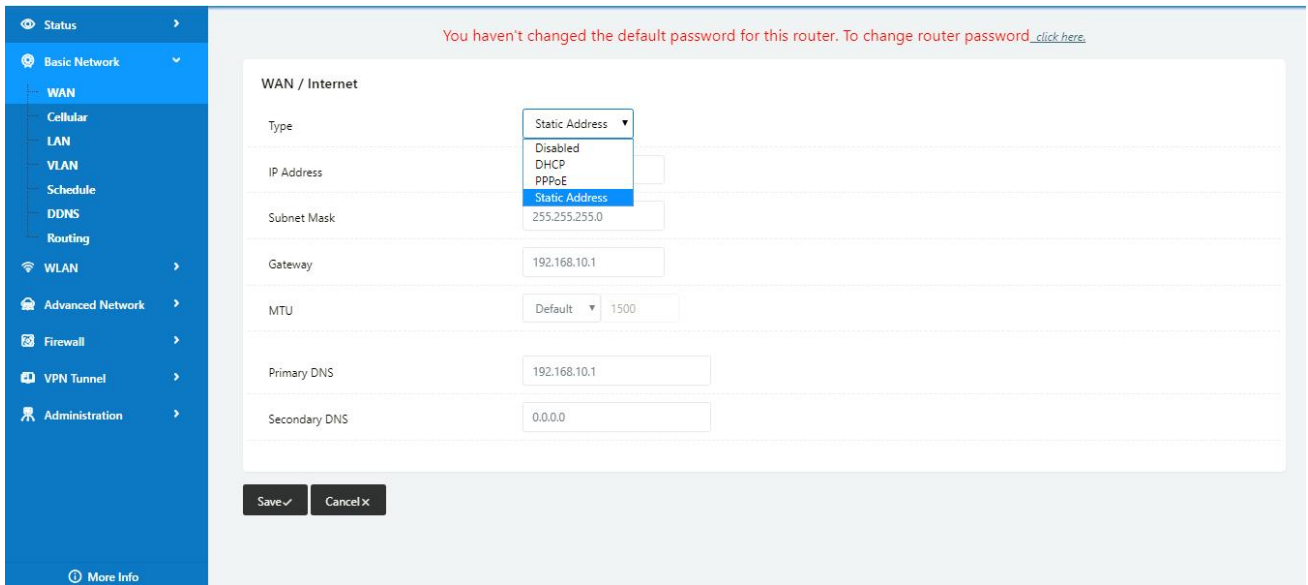 Status
Basic Network
WAN
Cellular
LAN
VLAN
Schedule
DDNS
Routing
WLAN
Advanced Network
Firewall
VPN Tunnel
Administration
More Info
You haven't changed the default password for this router. To change router password click here.
WAN / Internet
Type Static Address
Disabled
DHCP
PPPoE
Static Address
IP Address
Subnet Mask 255.255.255.0
Gateway 192.168.10.1
MTU Default 1500
Primary DNS 192.168.10.1
Secondary DNS 0.0.0.0
Save Cancel